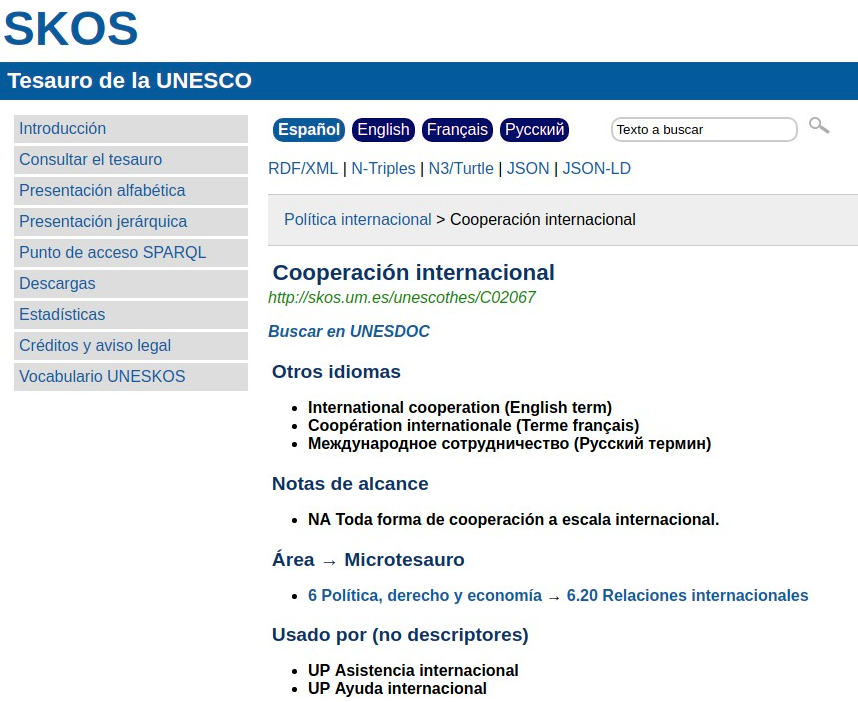 SKOS
Tesauro de la UNESCO
Introducción
Consultar el tesauro
Presentación alfabética
Presentación jerárquica
Punto de acceso SPARQL
Descargas
Estadísticas
Créditos y aviso legal
Vocabulario UNESKOS
Español English Français Русский Texto a buscar
RDF/XML | N-Triples | N3/Turtle | JSON | JSON-LD
Política internacional > Cooperación internacional
Cooperación internacional
http://skos.um.es/unescothes/C02067
Buscar en UNESDOC
Otros idiomas
• International cooperation (English term)
• Coopération internationale (Terme français)
• Международное сотрудничество (Русский термин)
Notas de alcance
• NA Toda forma de cooperación a escala internacional.
Área → Microtesauro
• 6 Política, derecho y economía → 6.20 Relaciones internacionales
Usado por (no descriptores)
• UP Asistencia internacional
• UP Ayuda internacional